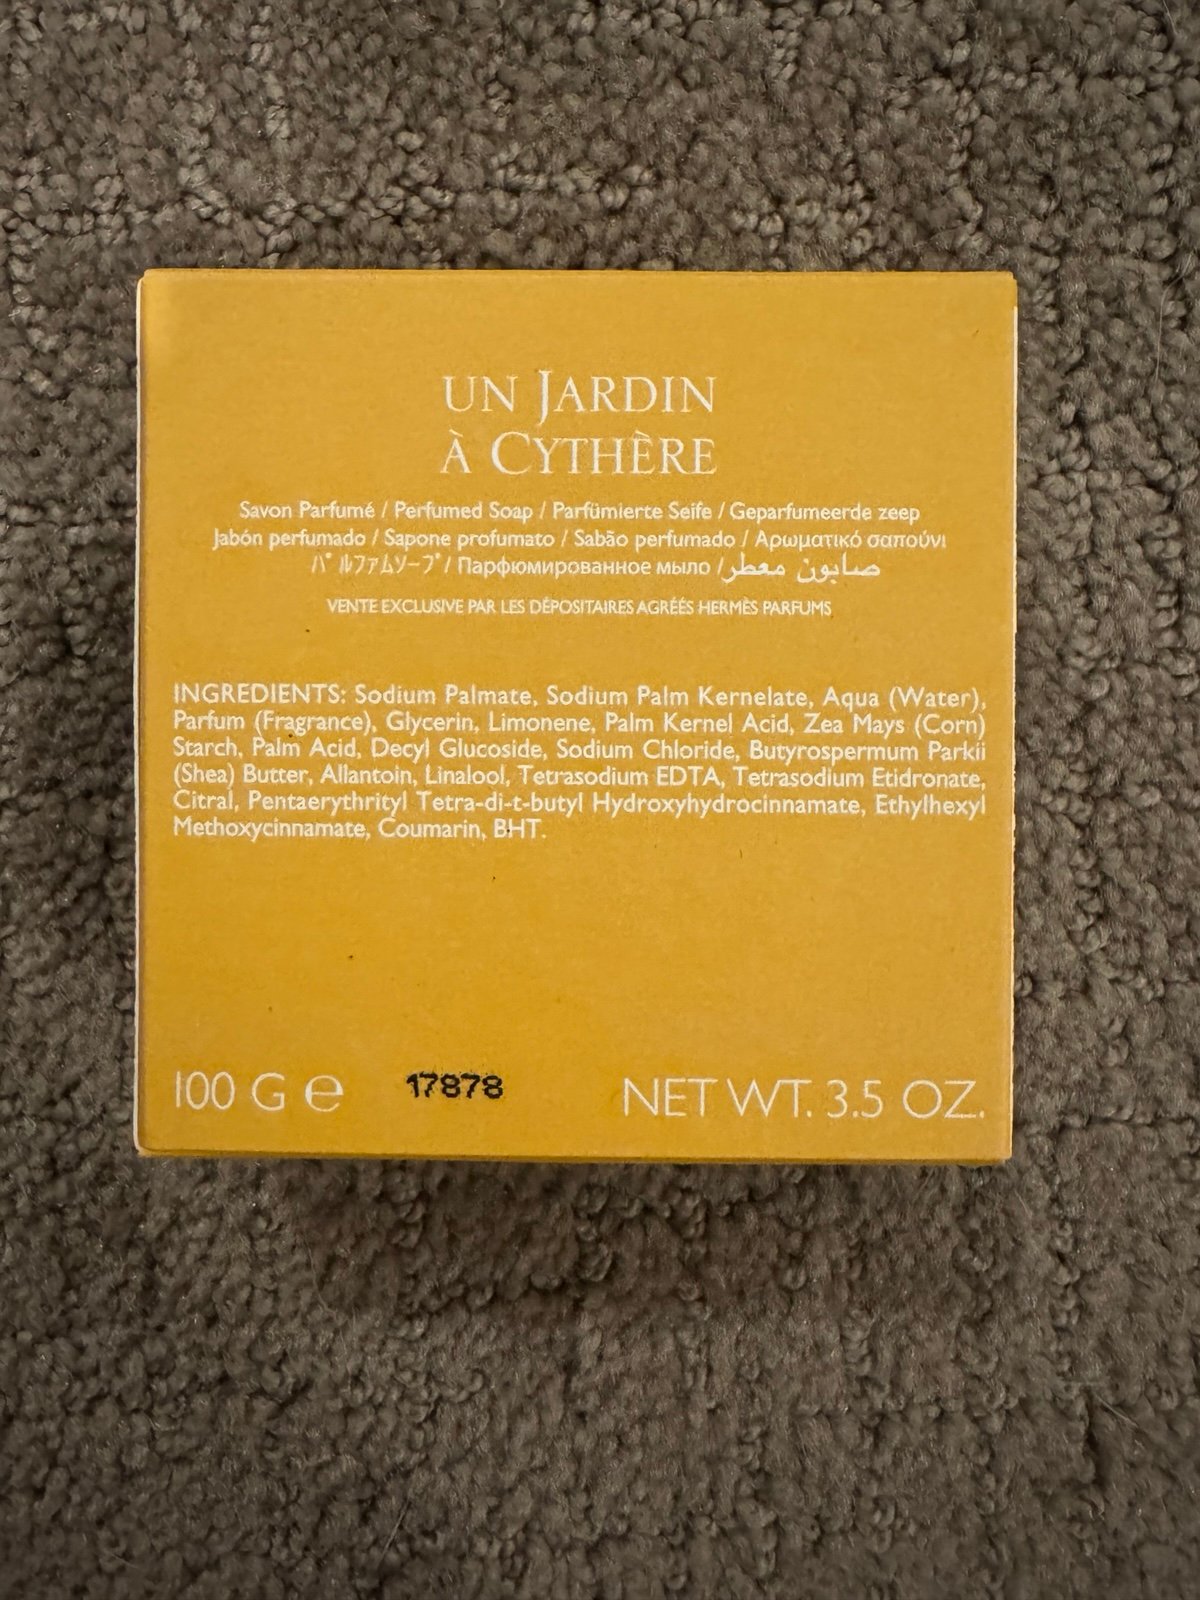 UN JARDIN
À CYTHÈRE
Savon Parfumé / Perfumed Soap / Parfümierte Seife / Geparfumeerde zeep
Jabón perfumado / Sapone profumato / Sabão perfumado / Αρωματικό σαπούνι
パルファムソープ / Парфюмированное мыло / صابون معطر
VENTE EXCLUSIVE PAR LES DÉPOSITAIRES AGRÉÉS HERMÈS PARFUMS
INGREDIENTS: Sodium Palmate, Sodium Palm Kernelate, Aqua (Water),
Parfum (Fragrance), Glycerin, Limonene, Palm Kernel Acid, Zea Mays (Corn)
Starch, Palm Acid, Decyl Glucoside, Sodium Chloride, Butyrospermum Parkii
(Shea) Butter, Allantoin, Linalool, Tetrasodium EDTA, Tetrasodium Etidronate,
Citral, Pentaerythrityl Tetra-di-t-butyl Hydroxyhydrocinnamate, Ethylhexyl
Methoxycinnamate, Coumarin, BHT.
100 G ℮ 17878 NET WT. 3.5 OZ.